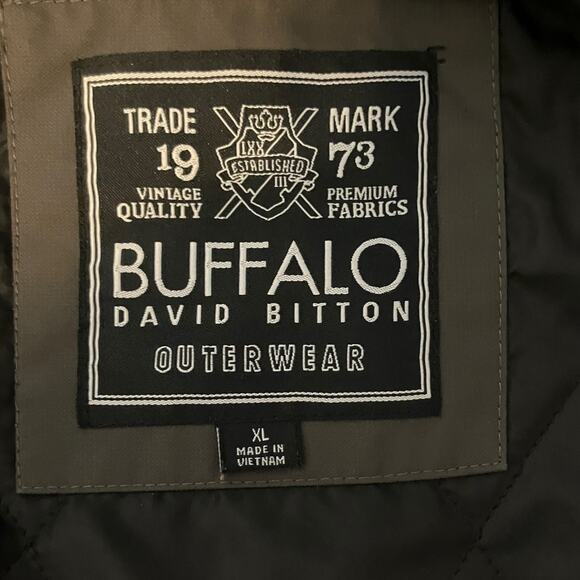 TRADE MARK
19 73
LXX
ESTABLISHED
III
VINTAGE PREMIUM
QUALITY FABRICS
BUFFALO
DAVID BITTON
OUTERWEAR
XL
MADE IN
VIETNAM